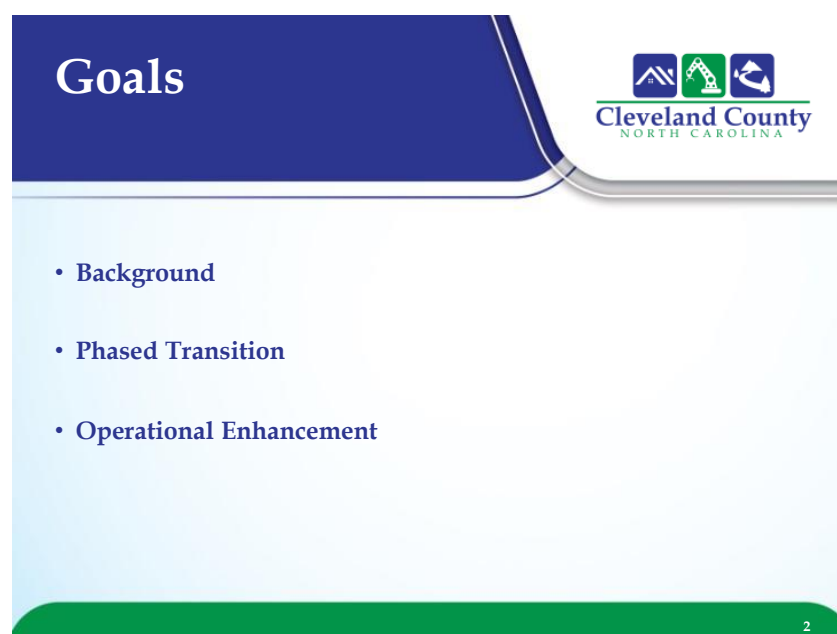 Goals
Cleveland County
NORTH CAROLINA
• Background
• Phased Transition
• Operational Enhancement
2